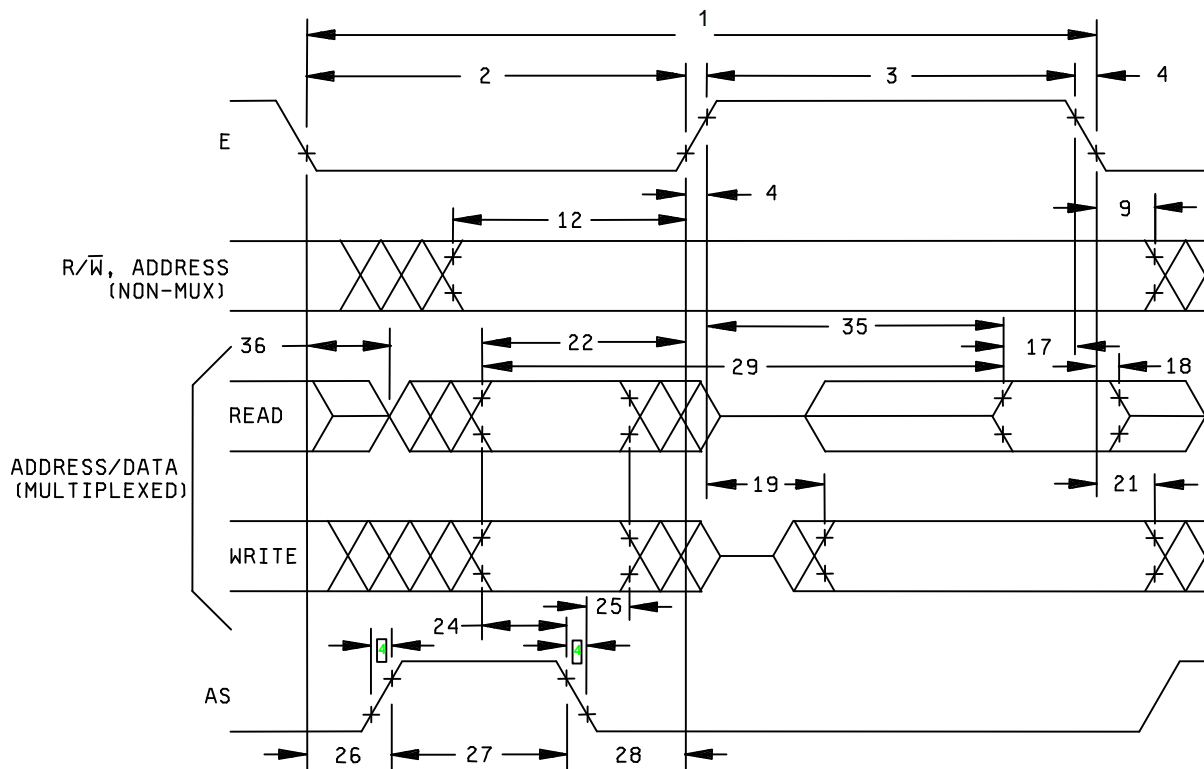 1
2
3
4
E
4
12
9
R/W̅, ADDRESS
(NON-MUX)
35
36
22
17
29
18
READ
ADDRESS/DATA
(MULTIPLEXED)
19
21
WRITE
25
24
4
4
AS
26
27
28